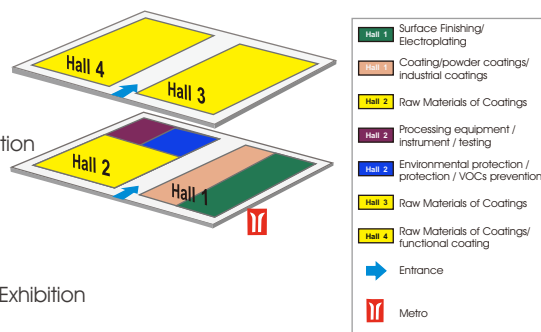 Hall 4
Hall 3
tion
Hall 2
Hall 1
Exhibition
Hall 1 Surface Finishing/
Electroplating
Hall 1 Coating/powder coatings/
industrial coatings
Hall 2 Raw Materials of Coatings
Hall 2 Processing equipment /
instrument / testing
Hall 2 Environmental protection /
protection / VOCs prevention
Hall 3 Raw Materials of Coatings
Hall 4 Raw Materials of Coatings/
functional coating
Entrance
Metro